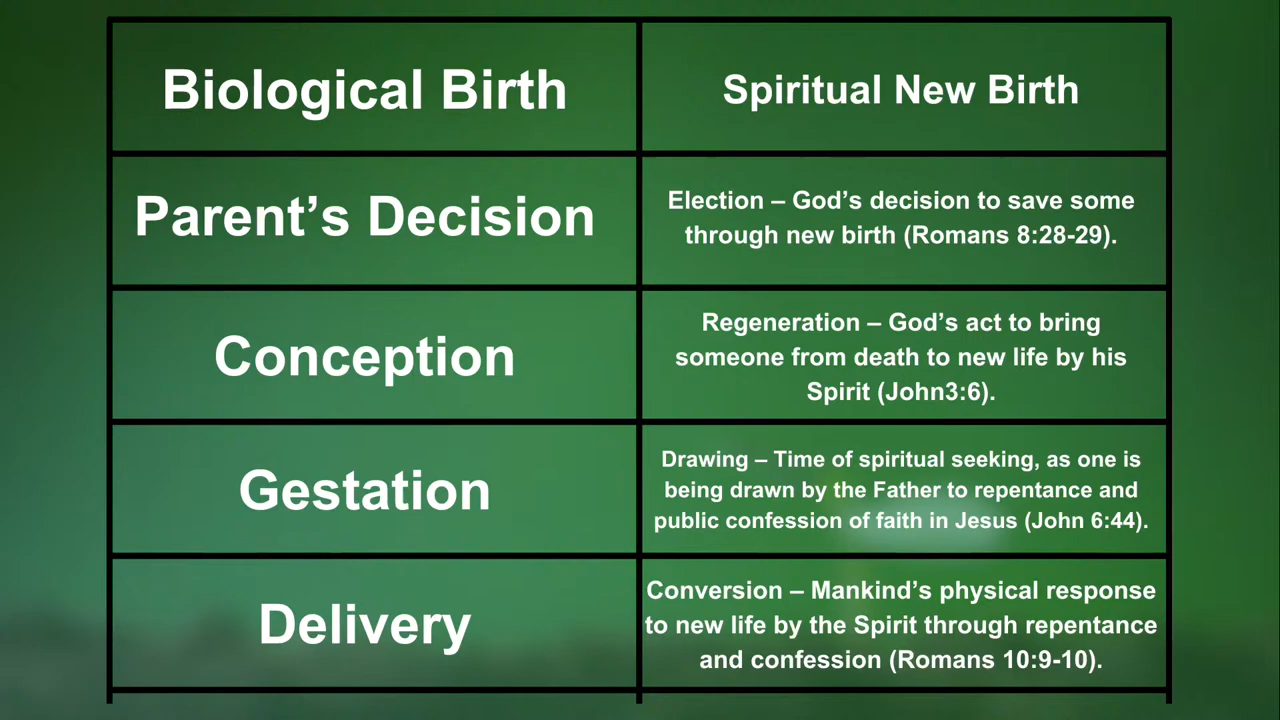 Biological Birth
Spiritual New Birth
Parent’s Decision
Election – God’s decision to save some
through new birth (Romans 8:28-29).
Conception
Regeneration – God’s act to bring
someone from death to new life by his
Spirit (John3:6).
Gestation
Drawing – Time of spiritual seeking, as one is
being drawn by the Father to repentance and
public confession of faith in Jesus (John 6:44).
Delivery
Conversion – Mankind’s physical response
to new life by the Spirit through repentance
and confession (Romans 10:9-10).